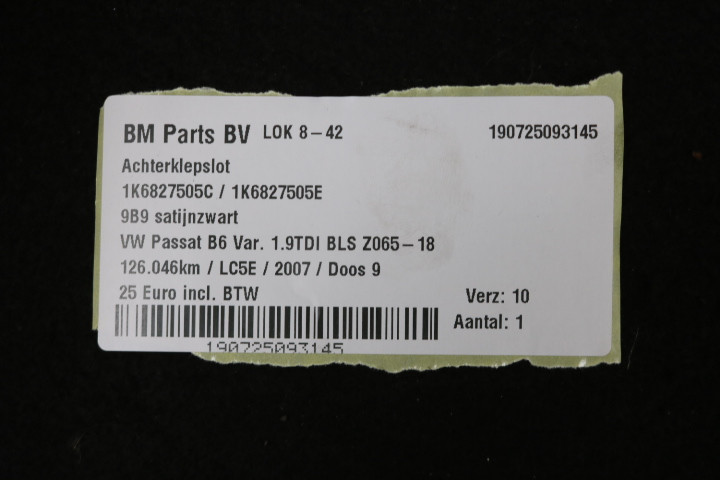 BM Parts BV LOK 8-42 190725093145
Achterklepslot
1K6827505C / 1K6827505E
9B9 satijnzwart
VW Passat B6 Var. 1.9TDI BLS Z065-18
126.046km / LC5E / 2007 / Doos 9
25 Euro incl. BTW Verz: 10
Aantal: 1
190725093145